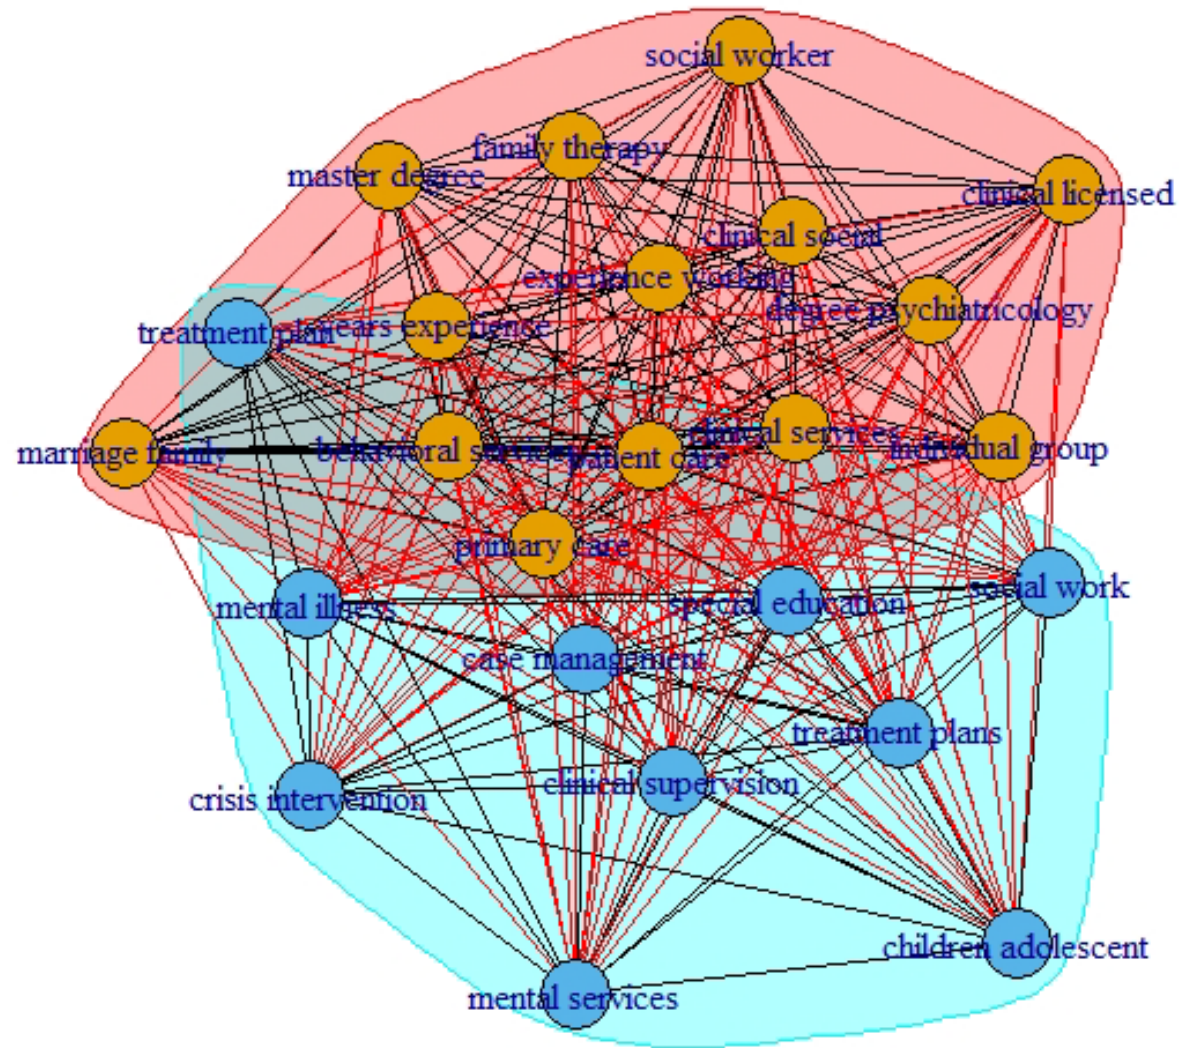 social worker
family therapy
master degree
clinical licensed
clinical social
experience working
degree psychiatricology
treatment plan
years experience
marriage family
behavioral services
patient care
clinical services
individual group
primary care
mental illness
special education
social work
case management
treatment plans
clinical supervision
crisis intervention
children adolescent
mental services